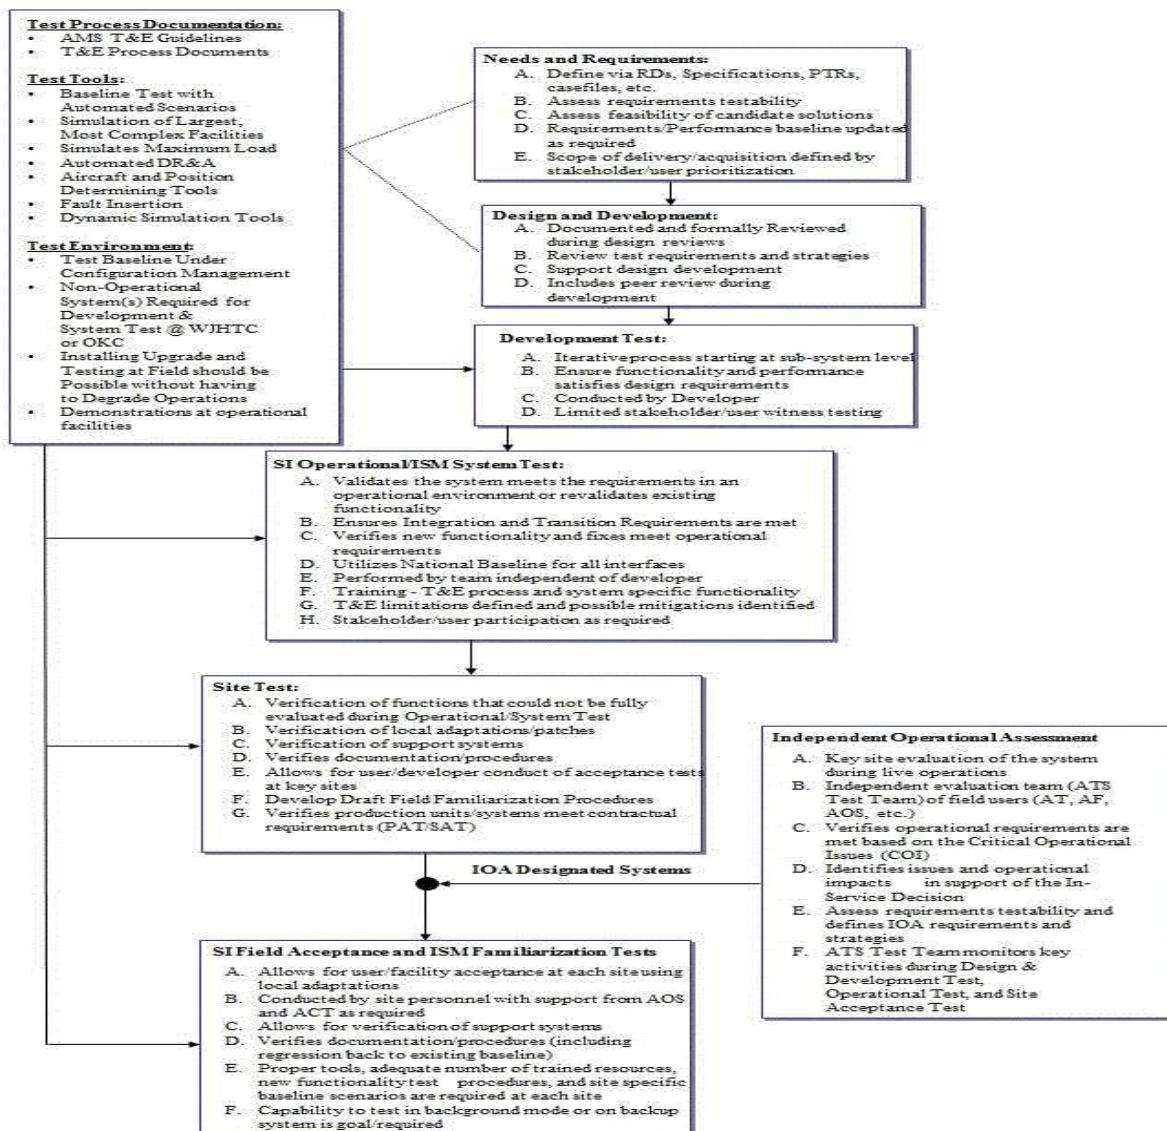 Test Process Documentation:
• AMS T&E Guidelines
• T&E Process Documents
Test Tools:
• Baseline Test with
Automated Scenarios
• Simulation of Largest,
Most Complex Facilities
• Simulates Maximum Load
• Automated DR&A
• Aircraft and Position
Determining Tools
• Fault Insertion
• Dynamic Simulation Tools
Test Environment:
• Test Baseline Under
Configuration Management
• Non-Operational
System(s) Required for
Development &
System Test @ WJHTC
or OKC
• Installing Upgrade and
Testing at Field should be
Possible without having
to Degrade Operations
• Demonstrations at operational
facilities
Needs and Requirements:
A. Define via RDs, Specifications, PTRs,
casefiles, etc.
B. Assess requirements testability
C. Assess feasibility of candidate solutions
D. Requirements/Performance baseline updated
as required
E. Scope of delivery/acquisition defined by
stakeholder/user prioritization
Design and Development:
A. Documented and formally Reviewed
during design reviews
B. Review test requirements and strategies
C. Support design development
D. Includes peer review during
development
Development Test:
A. Iterative process starting at sub-system level
B. Ensure functionality and performance
satisfies design requirements
C. Conducted by Developer
D. Limited stakeholder/user witness testing
SI Operational/ISM System Test:
A. Validates the system meets the requirements in an
operational environment or revalidates existing
functionality
B. Ensures Integration and Transition Requirements are met
C. Verifies new functionality and fixes meet operational
requirements
D. Utilizes National Baseline for all interfaces
E. Performed by team independent of developer
F. Training - T&E process and system specific functionality
G. T&E limitations defined and possible mitigations identified
H. Stakeholder/user participation as required
Site Test:
A. Verification of functions that could not be fully
evaluated during Operational/System Test
B. Verification of local adaptations/patches
C. Verification of support systems
D. Verifies documentation/procedures
E. Allows for user/developer conduct of acceptance tests
at key sites
F. Develop Draft Field Familiarization Procedures
G. Verifies production units/systems meet contractual
requirements (PAT/SAT)
Independent Operational Assessment
A. Key site evaluation of the system
during live operations
B. Independent evaluation team (ATS
Test Team) of field users (AT, AF,
AOS, etc.)
C. Verifies operational requirements are
met based on the Critical Operational
Issues (COI)
D. Identifies issues and operational
impacts in support of the In-
Service Decision
E. Assess requirements testability and
defines IOA requirements and
strategies
F. ATS Test Team monitors key
activities during Design &
Development Test,
Operational Test, and Site
Acceptance Test
IOA Designated Systems
SI Field Acceptance and ISM Familiarization Tests
A. Allows for user/facility acceptance at each site using
local adaptations
B. Conducted by site personnel with support from AOS
and ACT as required
C. Allows for verification of support systems
D. Verifies documentation/procedures (including
regression back to existing baseline)
E. Proper tools, adequate number of trained resources,
new functionality test procedures, and site specific
baseline scenarios are required at each site
F. Capability to test in background mode or on backup
system is goal/required